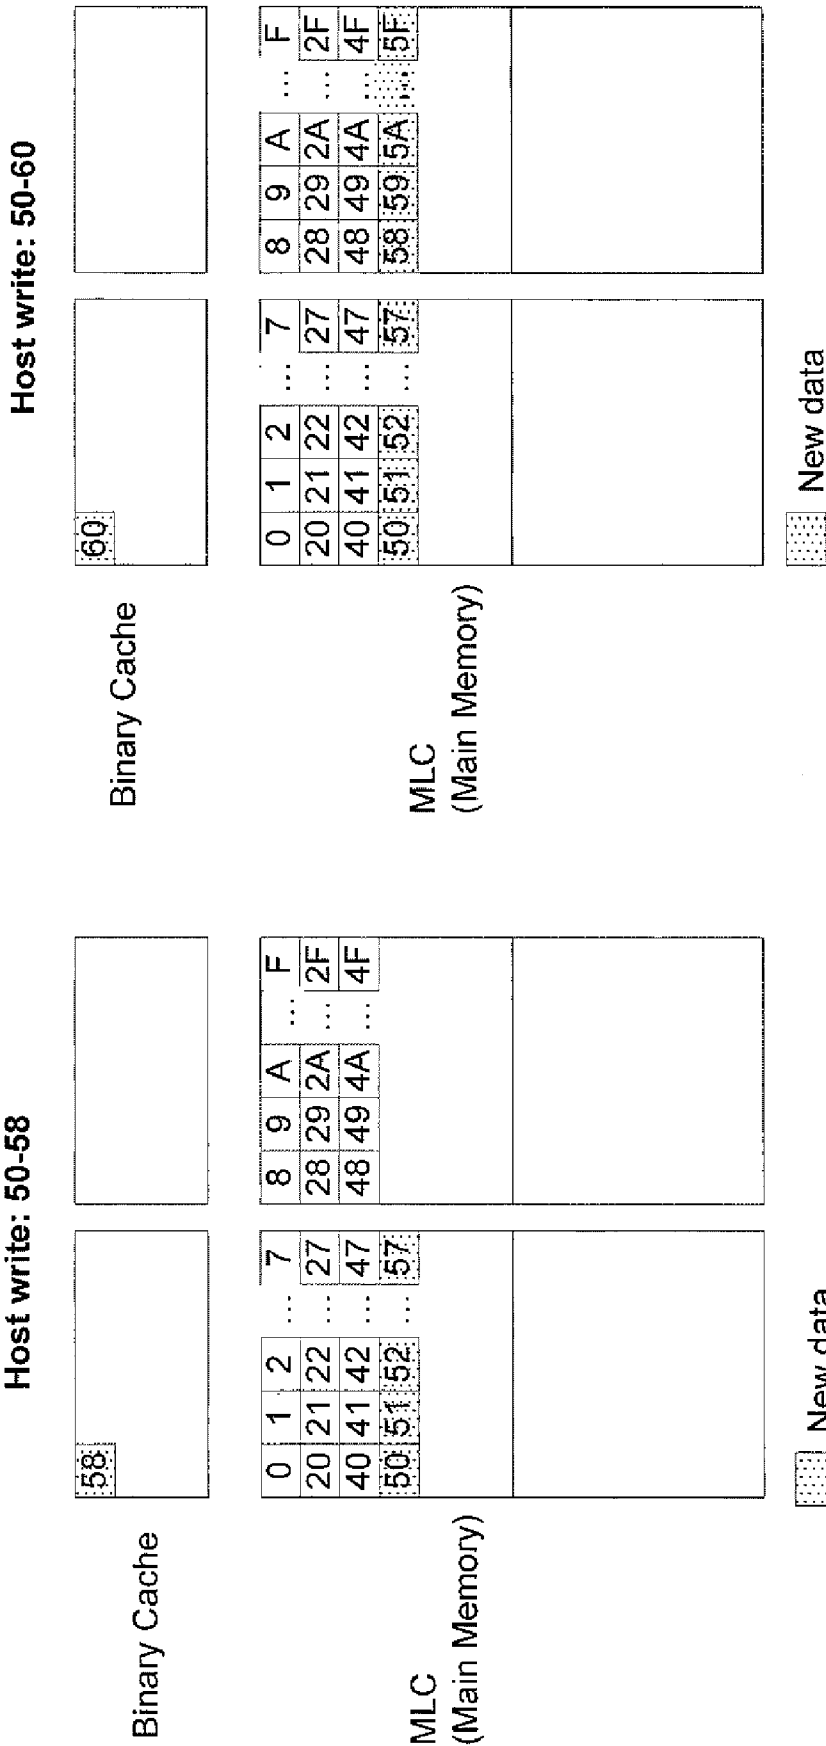 Host write: 50-58
Binary Cache
58
MLC
(Main Memory)
0 1 2 ... 7 8 9 A ... F
20 21 22 ... 27 28 29 2A ... 2F
40 41 42 ... 47 48 49 4A ... 4F
50 51 52 ... 57
New data
Host write: 50-60
Binary Cache
60
MLC
(Main Memory)
0 1 2 ... 7 8 9 A ... F
20 21 22 ... 27 28 29 2A ... 2F
40 41 42 ... 47 48 49 4A ... 4F
50 51 52 ... 57 58 59 5A ... 5F
New data